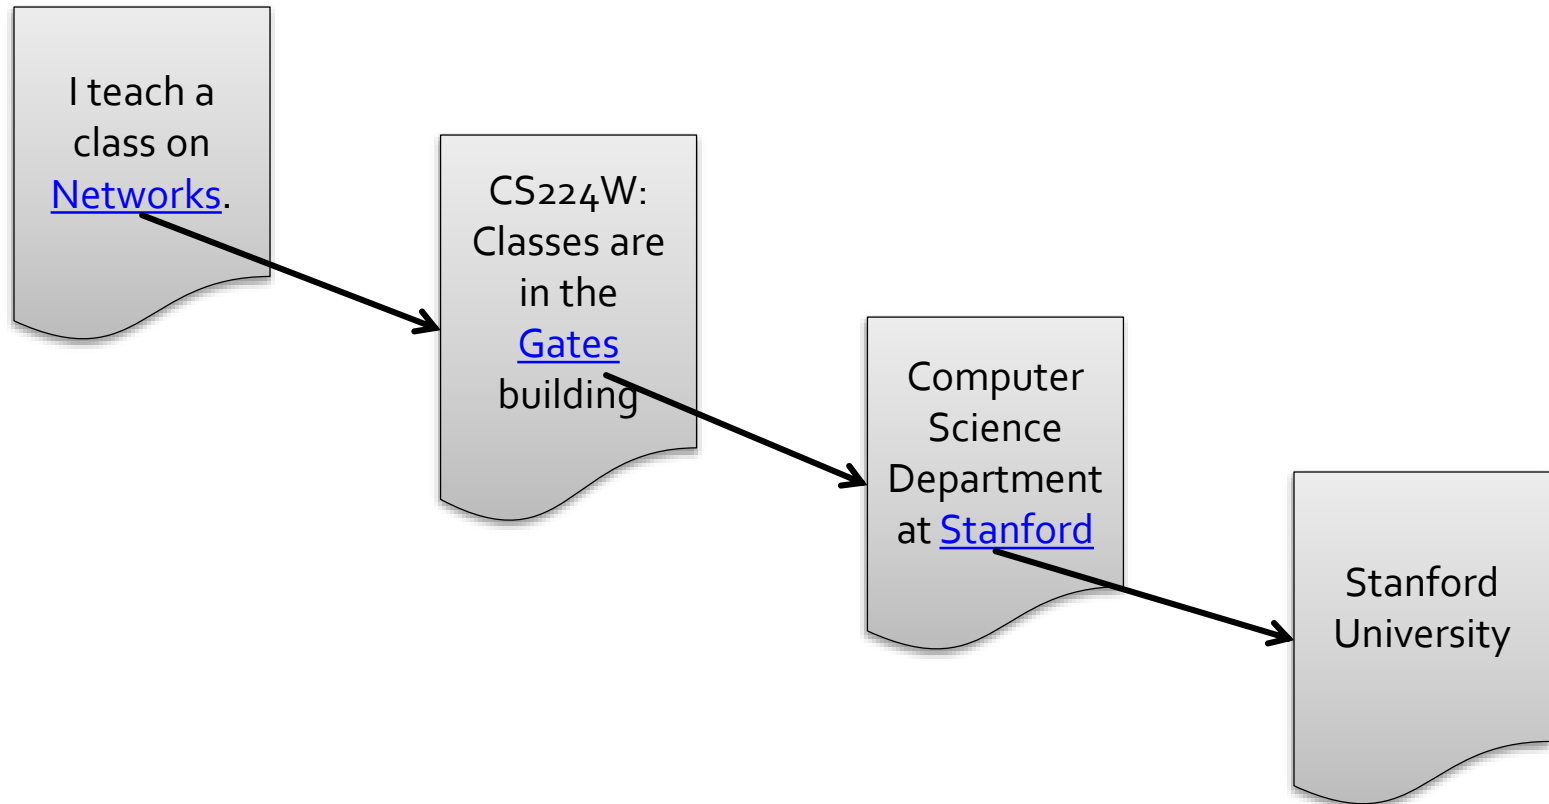 I teach a
class on
Networks.
CS224W:
Classes are
in the
Gates
building
Computer
Science
Department
at Stanford
Stanford
University